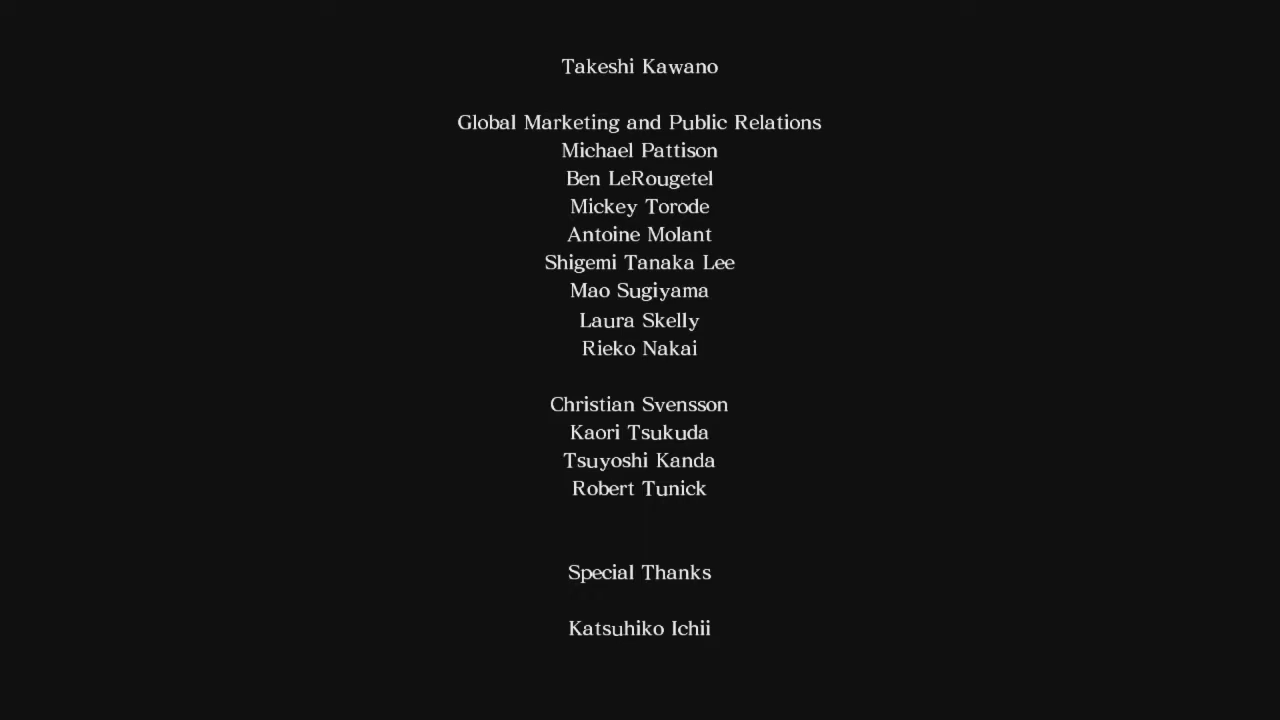 Takeshi Kawano
Global Marketing and Public Relations
Michael Pattison
Ben LeRougetel
Mickey Torode
Antoine Molant
Shigemi Tanaka Lee
Mao Sugiyama
Laura Skelly
Rieko Nakai
Christian Svensson
Kaori Tsukuda
Tsuyoshi Kanda
Robert Tunick
Special Thanks
Katsuhiko Ichii